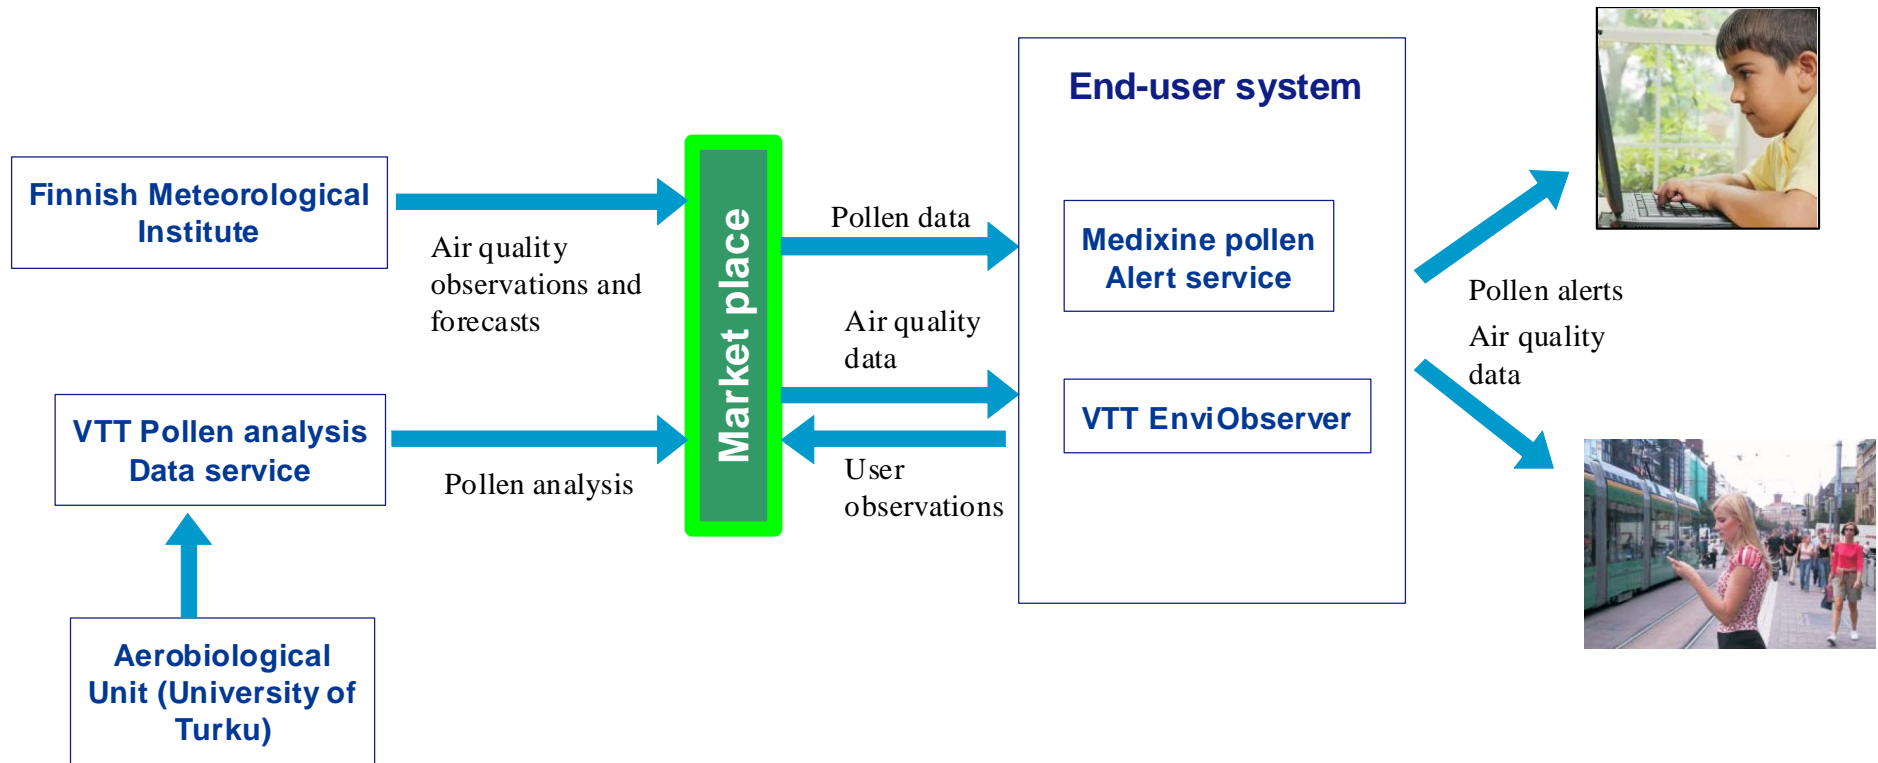 Finnish Meteorological
Institute
Air quality
observations and
forecasts
VTT Pollen analysis
Data service
Pollen analysis
Aerobiological
Unit (University of
Turku)
Market place
Pollen data
Air quality
data
User
observations
End-user system
Medixine pollen
Alert service
VTT EnviObserver
Pollen alerts
Air quality
data